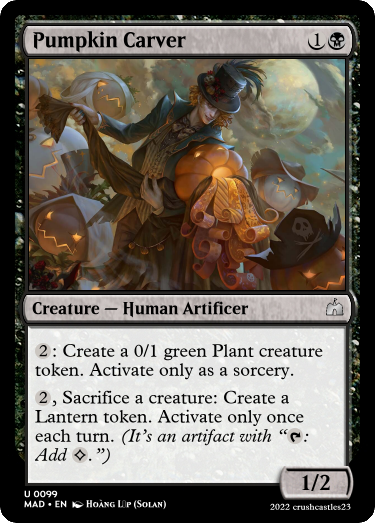 Pumpkin Carver 1
Creature — Human Artificer
2: Create a 0/1 green Plant creature
token. Activate only as a sorcery.
2, Sacrifice a creature: Create a
Lantern token. Activate only once
each turn. (It's an artifact with “:
Add .”)
1/2
U 0099
MAD • EN Hoàng Lập (Solan)
2022 crushcastles23